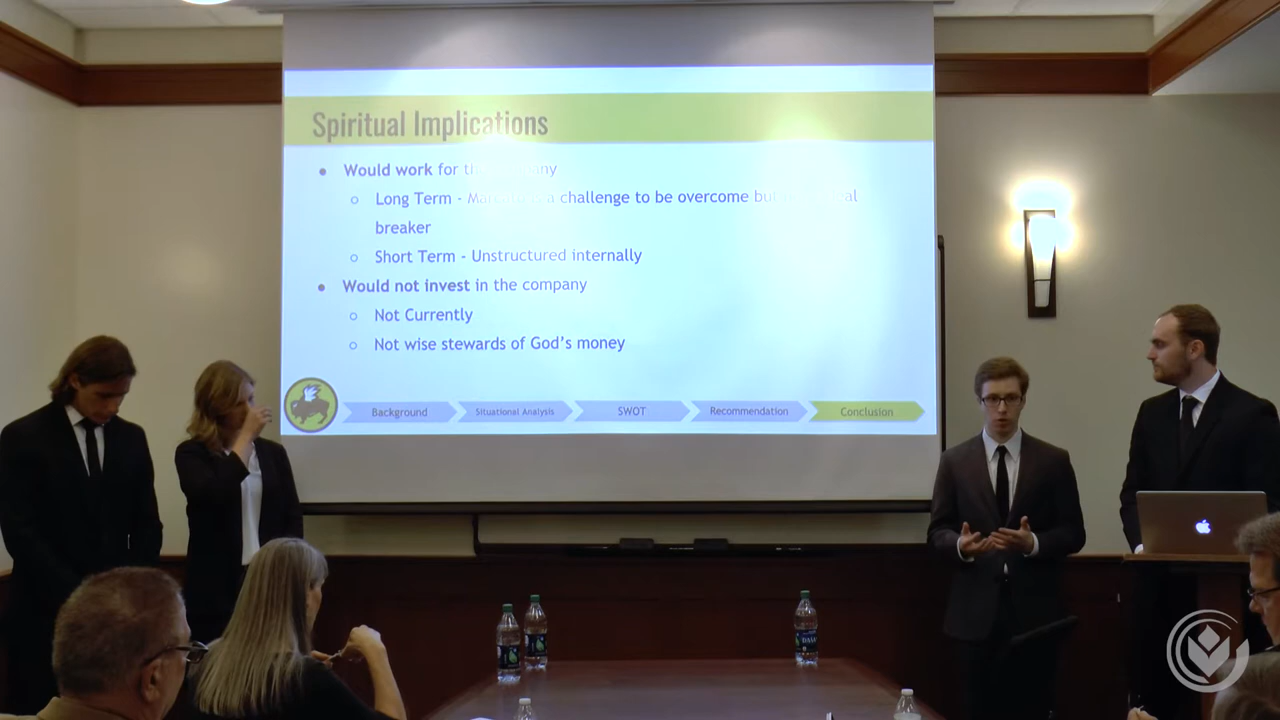 Spiritual Implications
● Would work for the company
○ Long Term - a challenge to be overcome but
breaker
○ Short Term - Unstructured internally
● Would not invest in the company
○ Not Currently
○ Not wise stewards of God's money
Background Situational Analysis SWOT Recommendation Conclusion